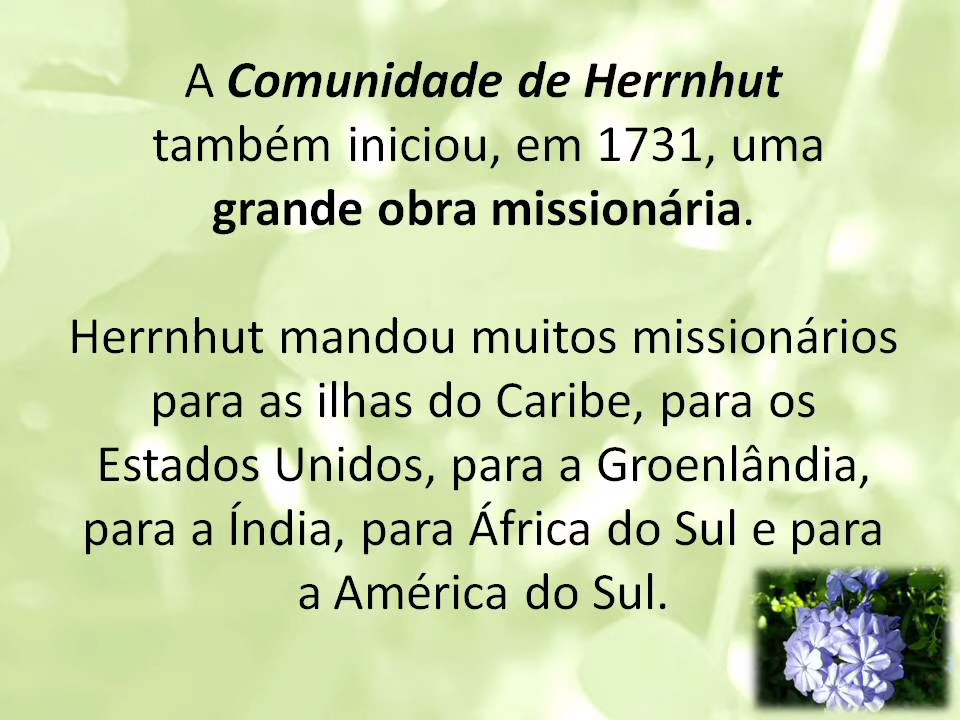 A Comunidade de Herrnhut
também iniciou, em 1731, uma
grande obra missionária.
Herrnhut mandou muitos missionários
para as ilhas do Caribe, para os
Estados Unidos, para a Groenlândia,
para a Índia, para África do Sul e para
a América do Sul.